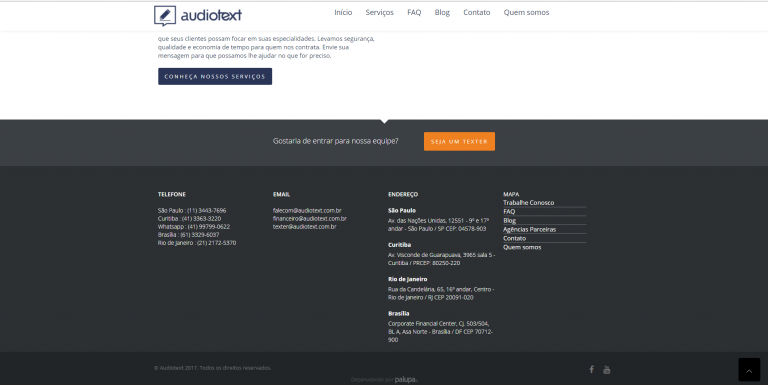 audiotext
Início Serviços FAQ Blog Contato Quem somos
que seus clientes possam focar em suas especialidades. Levamos segurança,
qualidade e economia de tempo para quem nos contrata. Envie sua
mensagem para que possamos lhe ajudar no que for preciso.
CONHEÇA NOSSOS SERVIÇOS
Gostaria de entrar para nossa equipe?
SEJA UM TEXTER
TELEFONE
São Paulo : (11) 3443-7696
Curitiba : (41) 3363-3220
Whatsapp : (41) 99799-0622
Brasília : (61) 3329-6037
Rio de Janeiro : (21) 2172-5370
EMAIL
falecom@audiotext.com.br
financeiro@audiotext.com.br
texter@audiotext.com.br
ENDEREÇO
São Paulo
Av. das Nações Unidas, 12551 - 9º e 17º
andar - São Paulo / SP CEP: 04578-903
Curitiba
Av. Visconde de Guarapuava, 3965 sala 5 -
Curitiba / PRCEP: 80250-220
Rio de Janeiro
Rua da Candelária, 65, 16º andar, Centro -
Rio de Janeiro / RJ CEP 20091-020
Brasília
Corporate Financial Center, CJ. 503/504,
BL A, Asa Norte - Brasília / DF CEP 70712-
900
MAPA
Trabalhe Conosco
FAQ
Blog
Agências Parceiras
Contato
Quem somos
© Audiotext 2017. Todos os direitos reservados.
Desenvolvido por palupa.